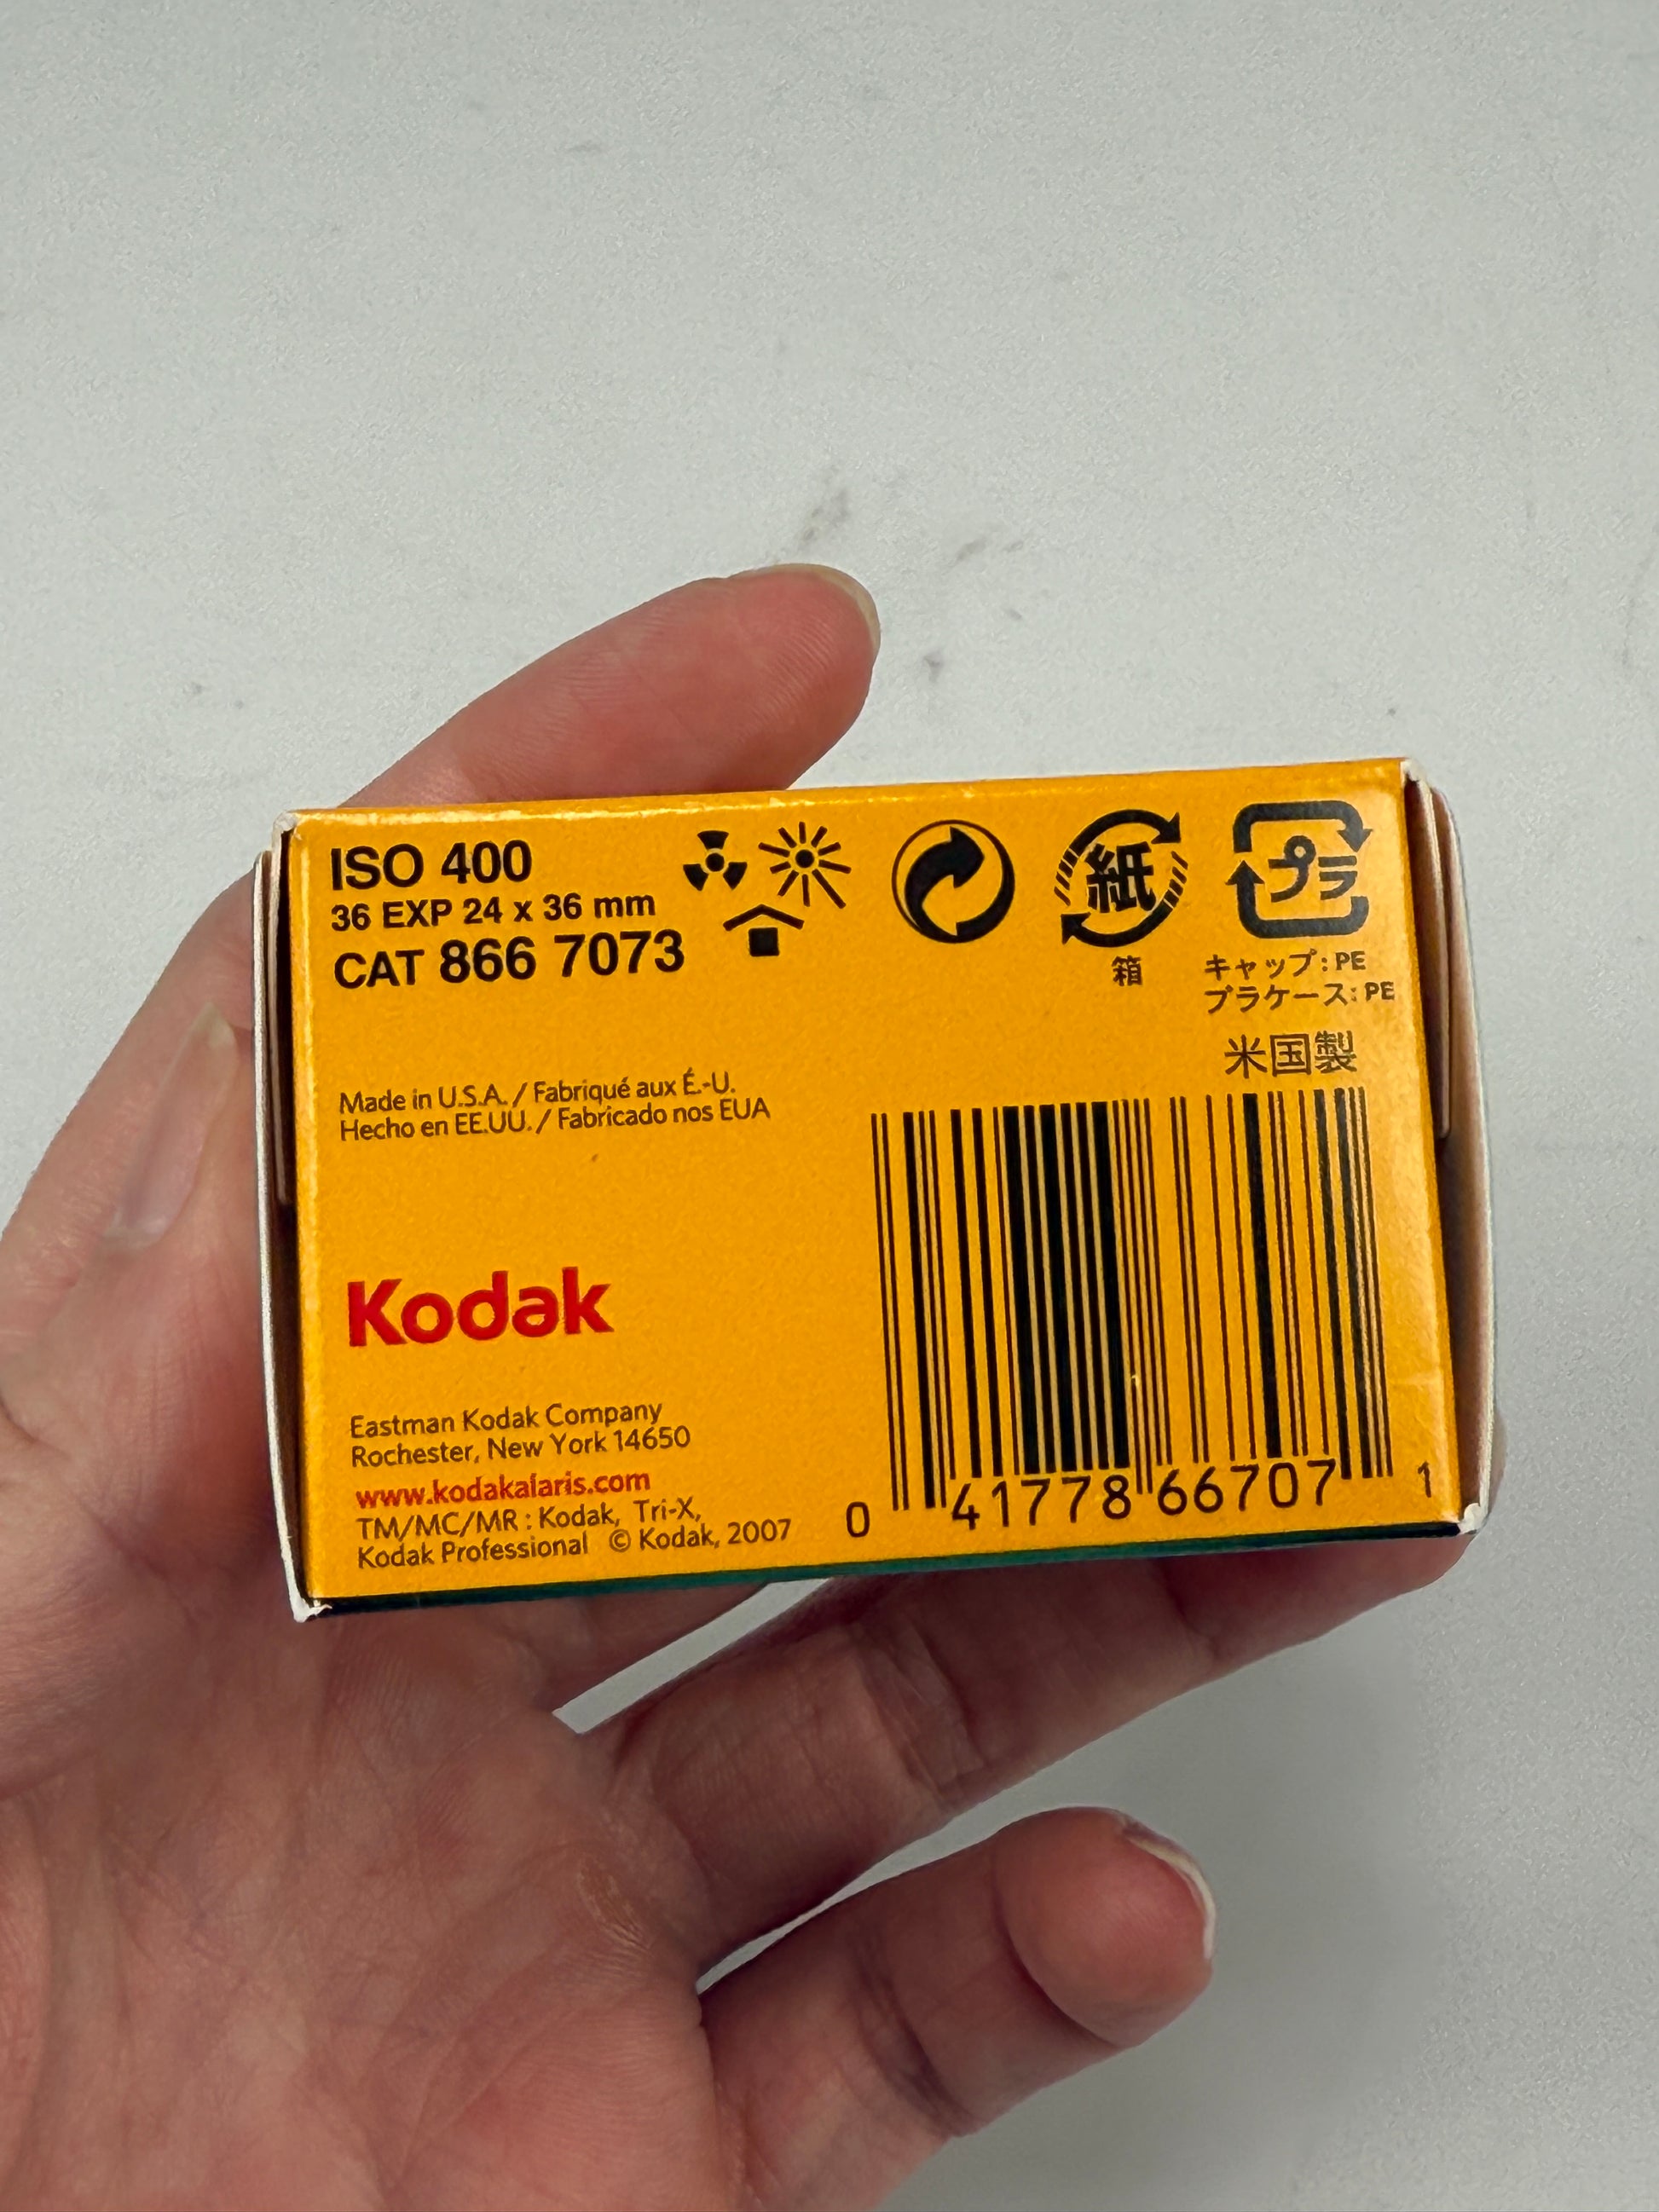 ISO 400
36 EXP 24 x 36 mm
CAT 866 7073
紙
箱
プラ
キャップ: PE
プラケース: PE
米国製
Made in U.S.A. / Fabriqué aux É.-U.
Hecho en EE.UU. / Fabricado nos EUA
Kodak
Eastman Kodak Company
Rochester, New York 14650
www.kodakalaris.com
TM/MC/MR : Kodak, Tri-X,
Kodak Professional © Kodak, 2007
0 41778 66707 1